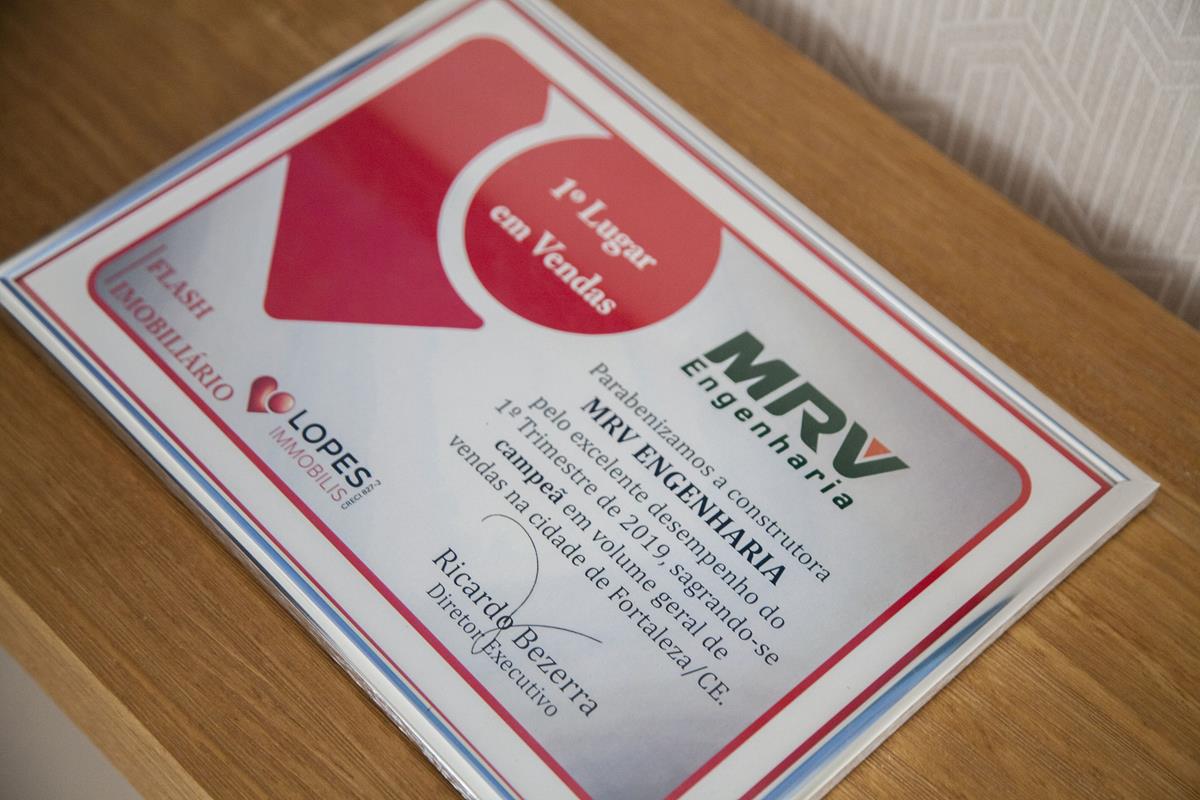 1º Lugar
em Vendas
MRV
Engenharia
Parabenizamos a construtora
MRV ENGENHARIA
pelo excelente desempenho do
1º Trimestre de 2019, sagrando-se
campeã em volume geral de
vendas na cidade de Fortaleza/CE.
Ricardo Bezerra
Diretor Executivo
FLASH
IMOBILIÁRIO
LOPES
IMMOBILIS